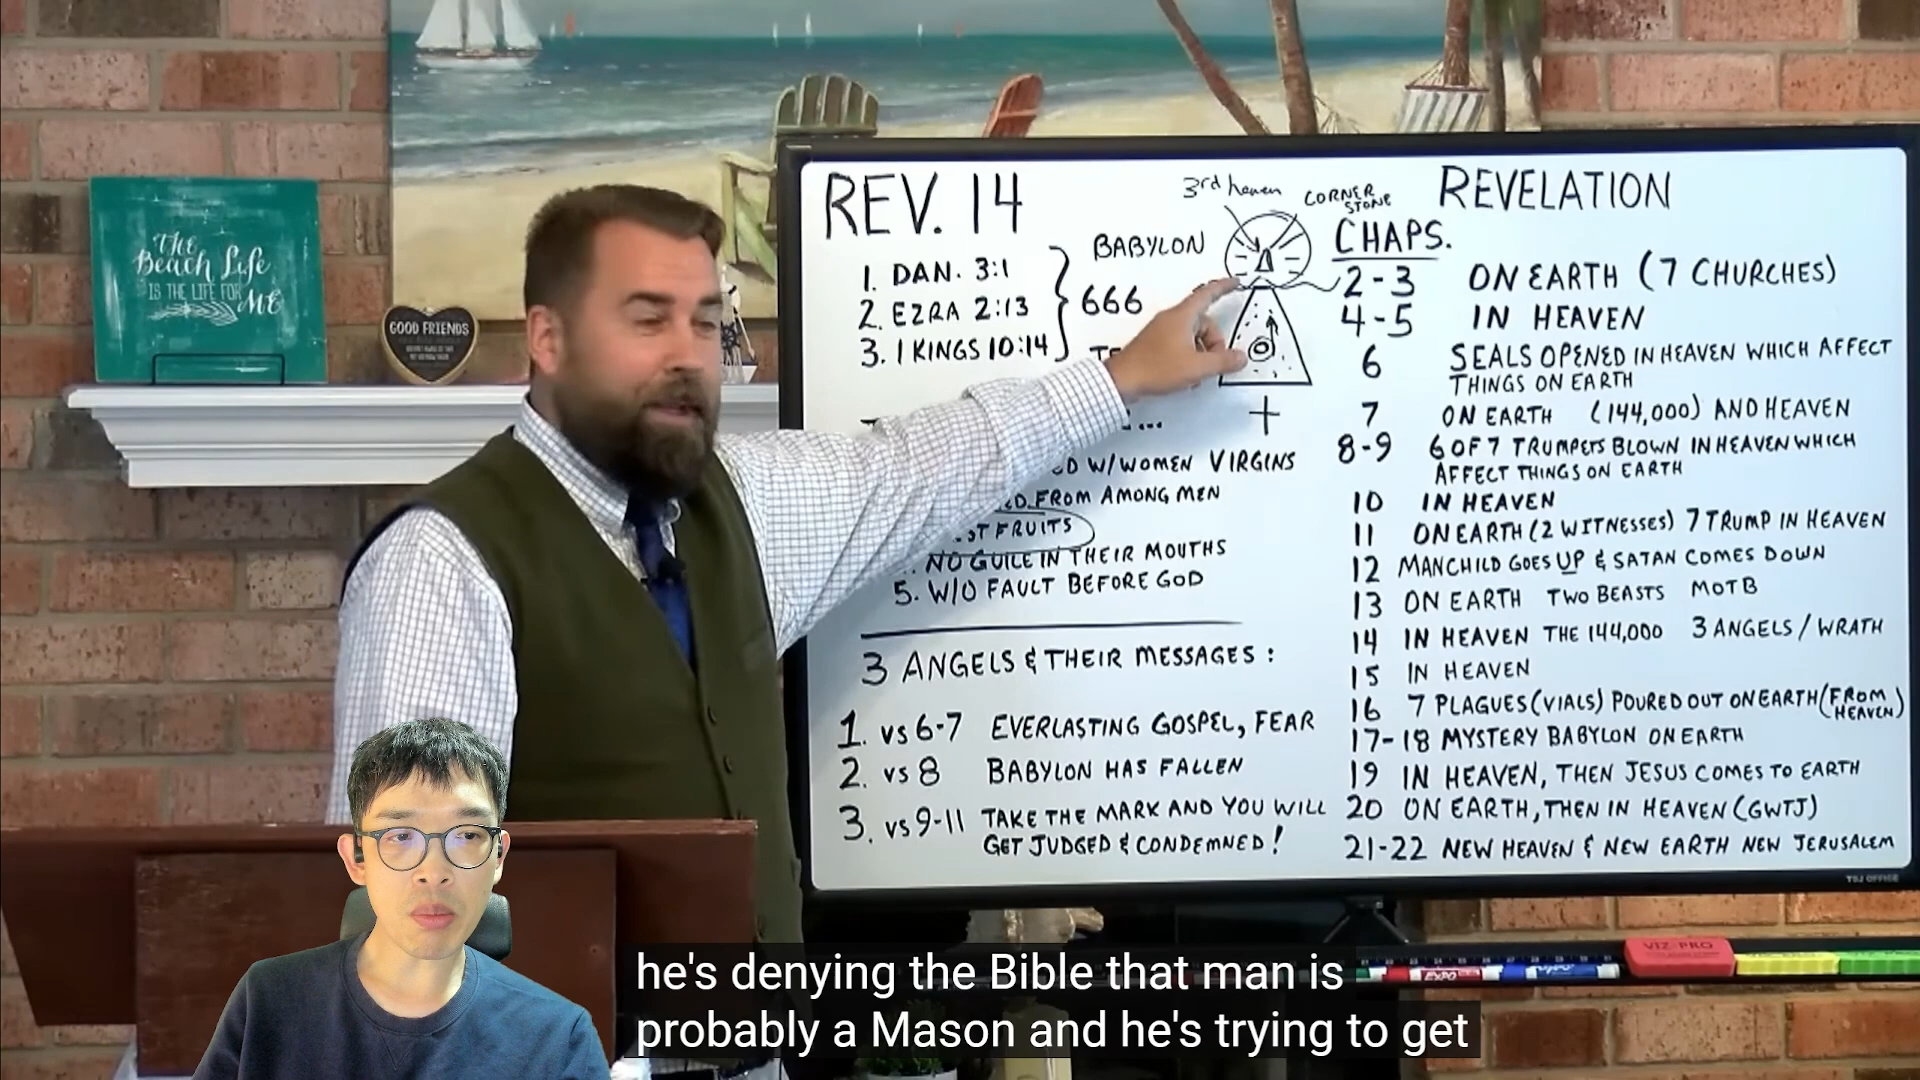 The
Beach Life
IS THE LIFE FOR
ME
GOOD FRIENDS
REV. 14
1. DAN. 3:1
2. EZRA 2:13
3. 1 KINGS 10:14
BABYLON
666
3rd heaven
CORNER
STONE
...
W/WOMEN VIRGINS
FROM AMONG MEN
FRUITS
NO GUILE IN THEIR MOUTHS
5. W/O FAULT BEFORE GOD
3 ANGELS & THEIR MESSAGES:
1. vs 6-7 EVERLASTING GOSPEL, FEAR
2. vs 8 BABYLON HAS FALLEN
3. vs 9-11 TAKE THE MARK AND YOU WILL
GET JUDGED & CONDEMNED!
REVELATION
CHAPS.
2-3 ON EARTH (7 CHURCHES)
4-5 IN HEAVEN
6 SEALS OPENED IN HEAVEN WHICH AFFECT
THINGS ON EARTH
7 ON EARTH (144,000) AND HEAVEN
8-9 6 OF 7 TRUMPETS BLOWN IN HEAVEN WHICH
AFFECT THINGS ON EARTH
10 IN HEAVEN
11 ON EARTH (2 WITNESSES) 7 TRUMP IN HEAVEN
12 MANCHILD GOES UP & SATAN COMES DOWN
13 ON EARTH TWO BEASTS MOTB
14 IN HEAVEN THE 144,000 3 ANGELS/WRATH
15 IN HEAVEN
16 7 PLAGUES (VIALS) POURED OUT ON EARTH (FROM
HEAVEN)
17-18 MYSTERY BABYLON ON EARTH
19 IN HEAVEN, THEN JESUS COMES TO EARTH
20 ON EARTH, THEN IN HEAVEN (GWTJ)
21-22 NEW HEAVEN & NEW EARTH NEW JERUSALEM
TSJ OFFICE
VIZ-PRO
EXPO
he's denying the Bible that man is
probably a Mason and he's trying to get